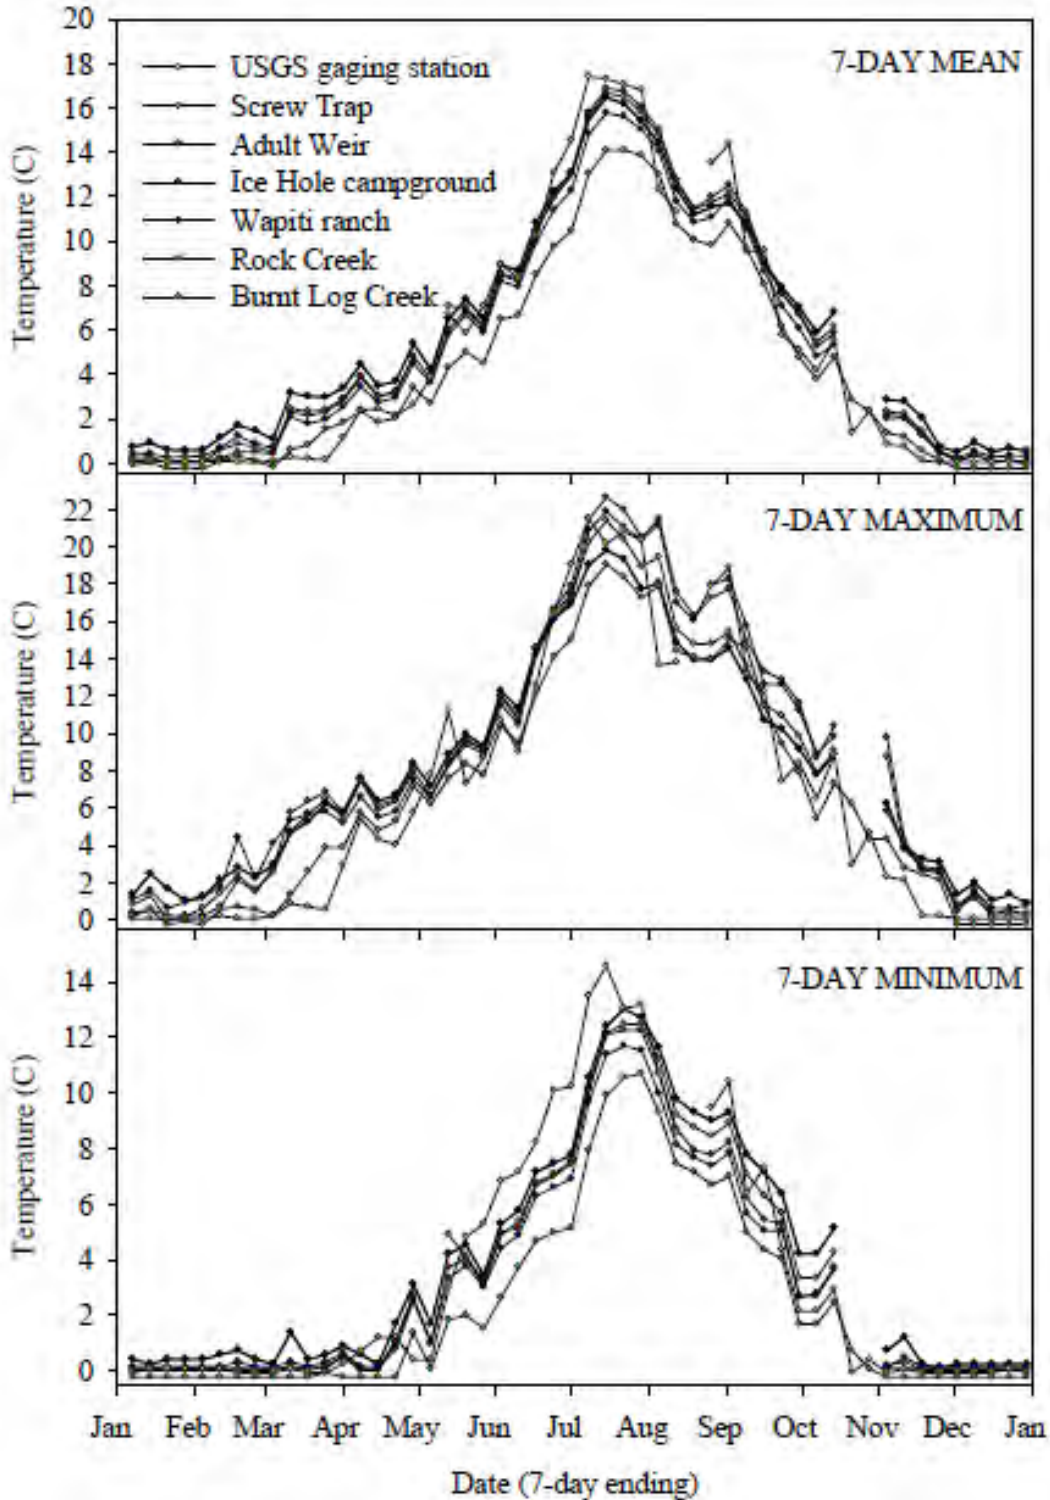 20
18
16
14
12
10
8
6
4
2
0
Temperature (C)
7-DAY MEAN
USGS gaging station
Screw Trap
Adult Weir
Ice Hole campground
Wapiti ranch
Rock Creek
Burnt Log Creek
22
20
18
16
14
12
10
8
6
4
2
0
Temperature (C)
7-DAY MAXIMUM
14
12
10
8
6
4
2
0
Temperature (C)
7-DAY MINIMUM
Jan Feb Mar Apr May Jun Jul Aug Sep Oct Nov Dec Jan
Date (7-day ending)